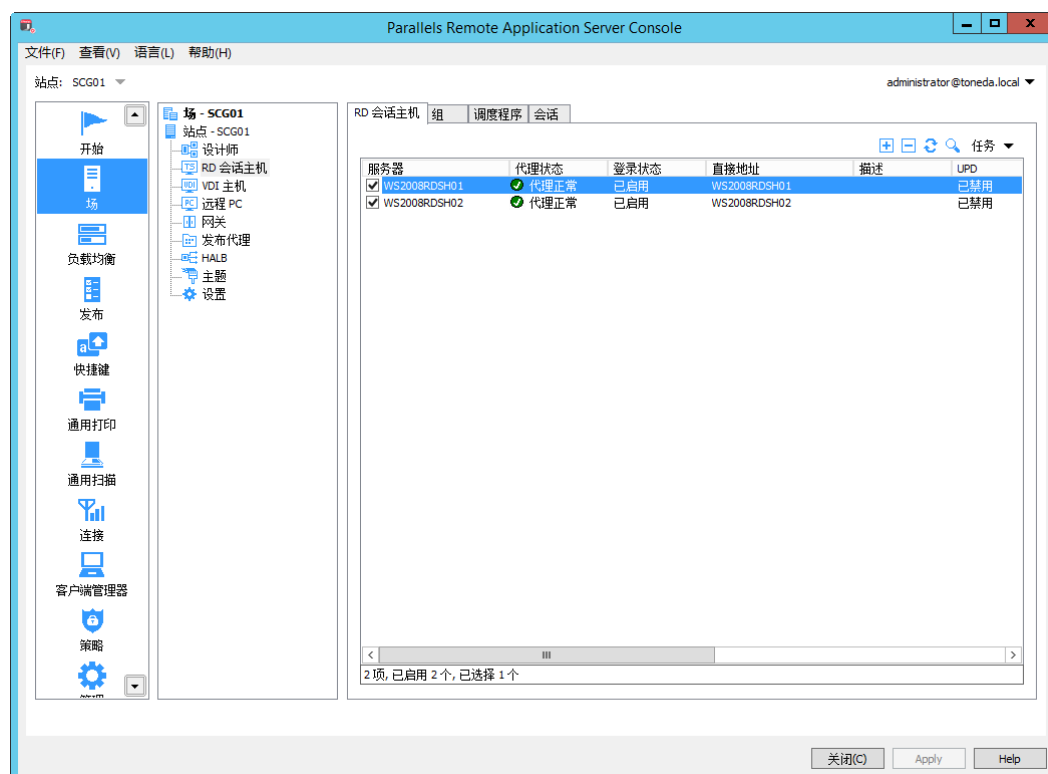 Parallels Remote Application Server Console
文件(F) 查看(V) 语言(L) 帮助(H)
站点: SCG01
administrator@toneda.local
开始
场
负载均衡
发布
快捷键
通用打印
通用扫描
连接
客户端管理器
策略
场 - SCG01
站点 - SCG01
设计师
RD 会话主机
VDI 主机
远程 PC
网关
发布代理
HALB
主题
设置
RD 会话主机 组 调度程序 会话
任务
服务器 代理状态 登录状态 直接地址 描述 UPD
WS2008RDSH01 代理正常 已启用 WS2008RDSH01 已禁用
WS2008RDSH02 代理正常 已启用 WS2008RDSH02 已禁用
2 项, 已启用 2 个, 已选择 1 个
关闭(C) Apply Help